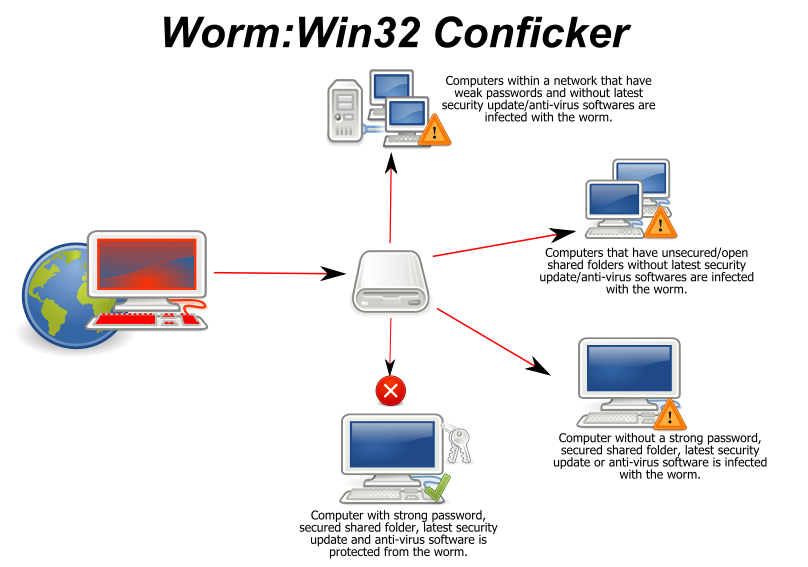 Worm:Win32 Conficker
Computers within a network that have
weak passwords and without latest
security update/anti-virus softwares are
infected with the worm.
Computers that have unsecured/open
shared folders without latest security
update/anti-virus softwares are infected
with the worm.
Computer without a strong password,
secured shared folder, latest security
update or anti-virus software is infected
with the worm.
Computer with strong password,
secured shared folder, latest security
update and anti-virus software is
protected from the worm.